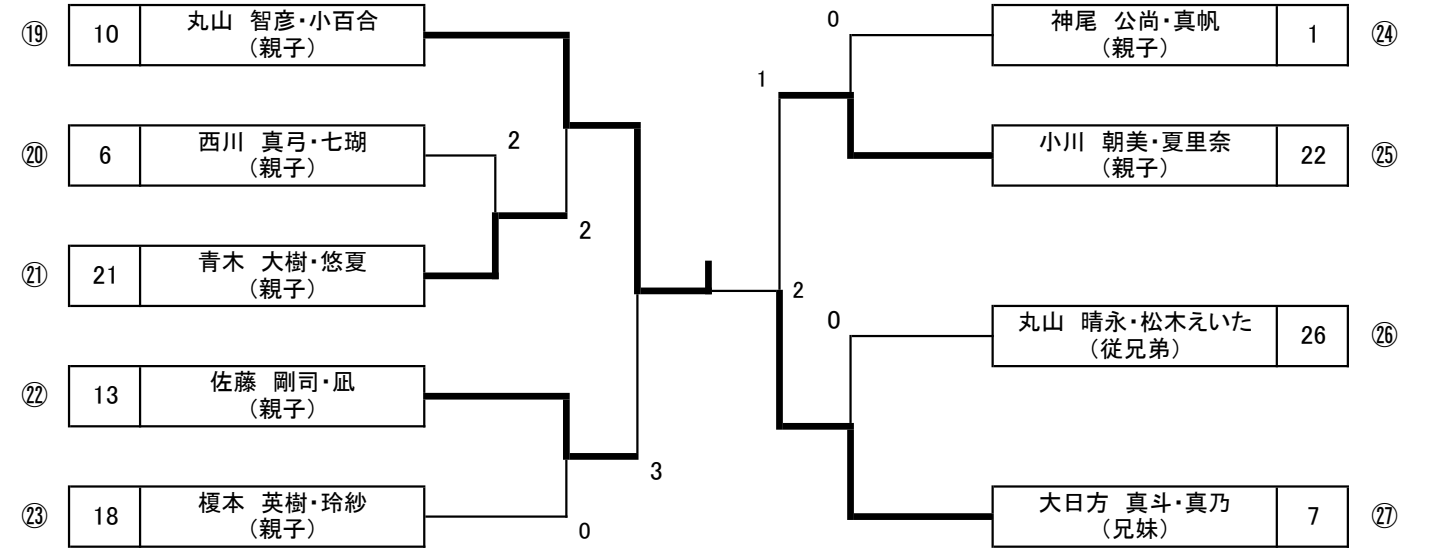 ⑲ 10 丸山　智彦・小百合
（親子）
⑳ 6 西川　真弓・七瑚
（親子）
㉑ 21 青木　大樹・悠夏
（親子）
㉒ 13 佐藤　剛司・凪
（親子）
㉓ 18 榎本　英樹・玲紗
（親子）
2
2
3
0
0
1
2
0
神尾　公尚・真帆 1 ㉔
（親子）
小川　朝美・夏里奈 22 ㉕
（親子）
丸山　晴永・松木えいた 26 ㉖
（従兄弟）
大日方　真斗・真乃 7 ㉗
（兄妹）